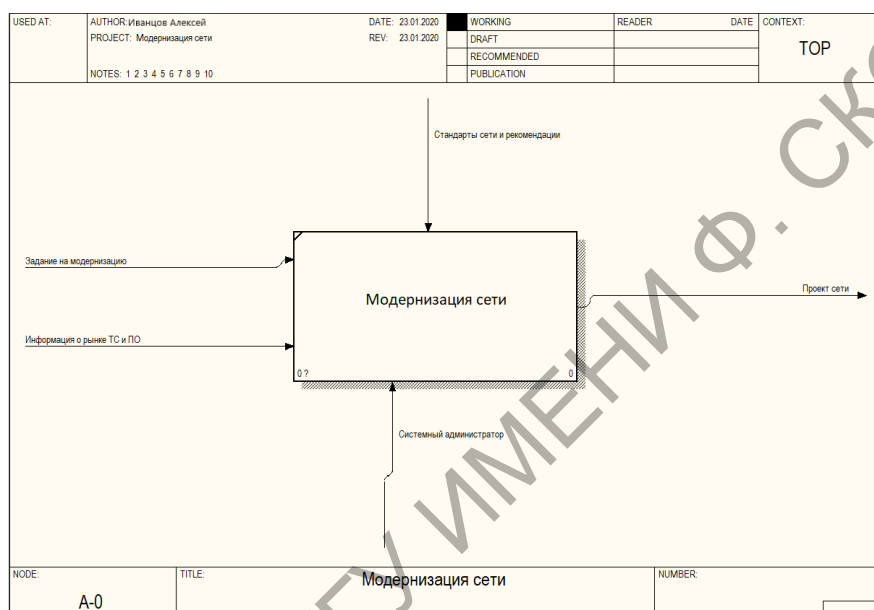 USED AT:
AUTHOR: Иванцов Алексей
DATE: 23.01.2020
WORKING
READER
DATE
CONTEXT:
PROJECT: Модернизация сети
REV: 23.01.2020
DRAFT
TOP
RECOMMENDED
NOTES: 1 2 3 4 5 6 7 8 9 10
PUBLICATION
Стандарты сети и рекомендации
Задание на модернизацию
Проект сети
Модернизация сети
Информация о рынке ТС и ПО
0 ?
0
Системный администратор
ГУ ИМЕНИ Ф. СКО
NODE:
TITLE:
Модернизация сети
NUMBER:
A-0